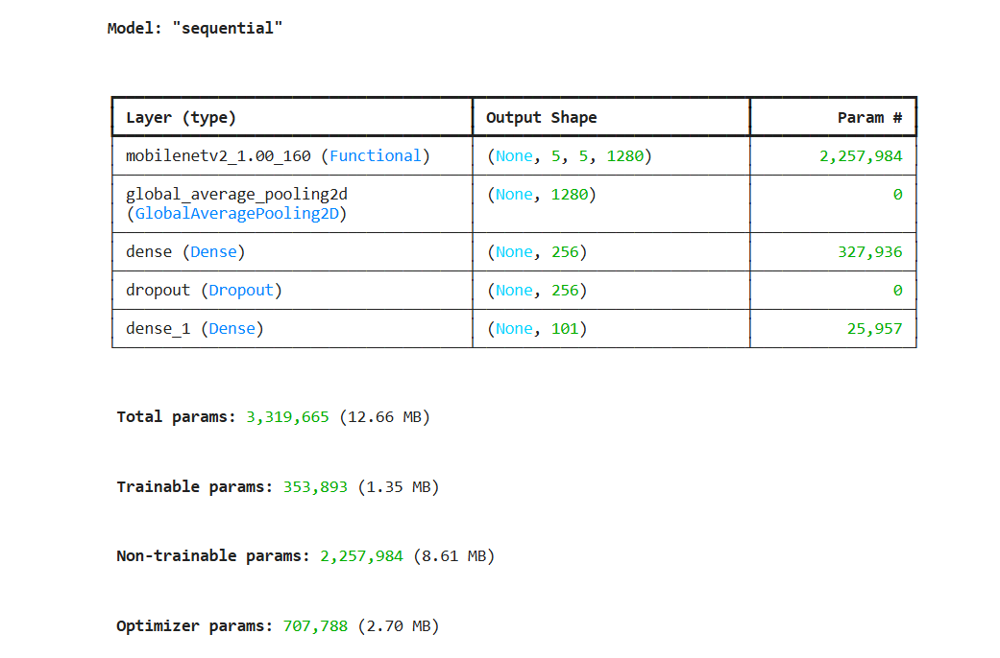 Model: "sequential"
Layer (type) Output Shape Param #
mobilenetv2_1.00_160 (Functional) (None, 5, 5, 1280) 2,257,984
global_average_pooling2d (None, 1280) 0
(GlobalAveragePooling2D)
dense (Dense) (None, 256) 327,936
dropout (Dropout) (None, 256) 0
dense_1 (Dense) (None, 101) 25,957
Total params: 3,319,665 (12.66 MB)
Trainable params: 353,893 (1.35 MB)
Non-trainable params: 2,257,984 (8.61 MB)
Optimizer params: 707,788 (2.70 MB)